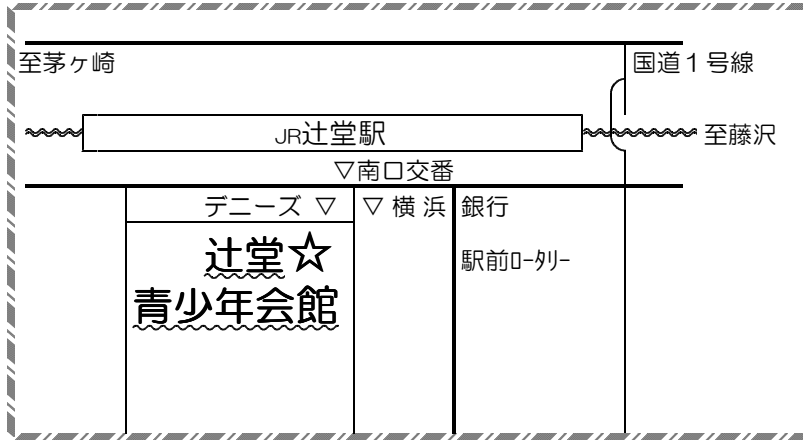 至茅ヶ崎
国道1号線
JR辻堂駅
至藤沢
▽南口交番
デニーズ ▽
▽ 横 浜 銀行
辻堂☆
駅前ﾛｰﾀﾘｰ
青少年会館